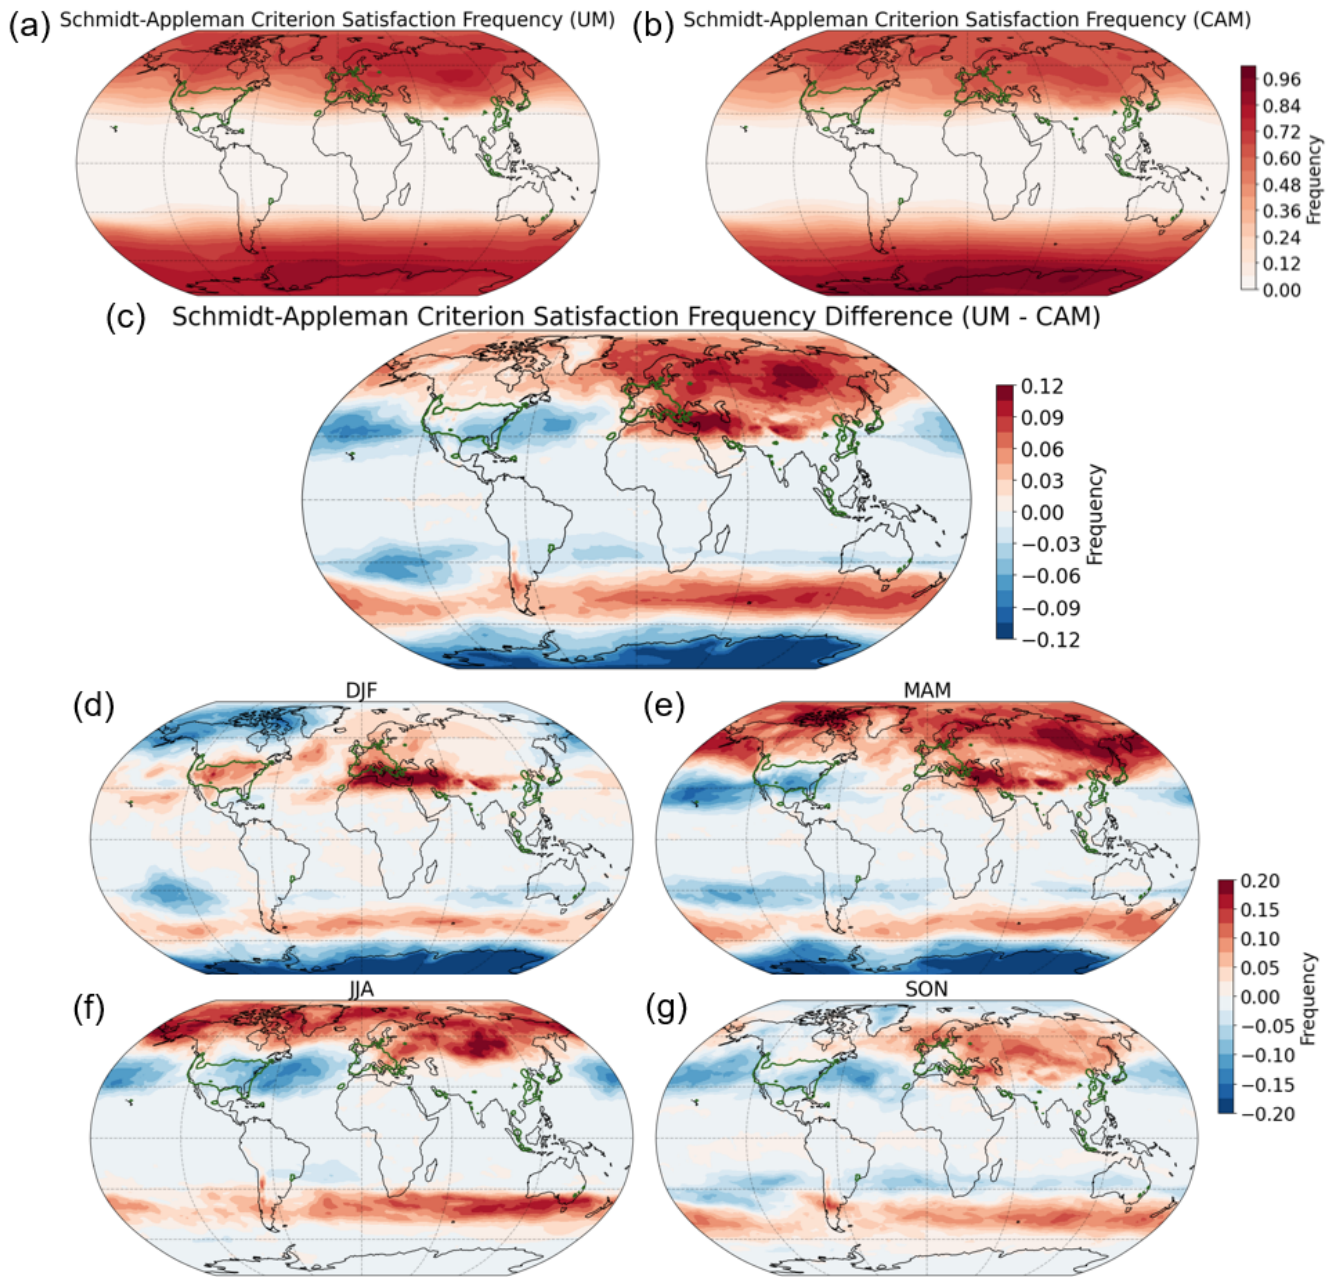 (a) Schmidt-Appleman Criterion Satisfaction Frequency (UM)
(b) Schmidt-Appleman Criterion Satisfaction Frequency (CAM)
0.96
0.84
0.72
0.60
0.48
0.36
0.24
0.12
0.00
Frequency
(c) Schmidt-Appleman Criterion Satisfaction Frequency Difference (UM - CAM)
0.12
0.09
0.06
0.03
0.00
−0.03
−0.06
−0.09
−0.12
Frequency
(d) DJF
(e) MAM
(f) JJA
(g) SON
0.20
0.15
0.10
0.05
0.00
−0.05
−0.10
−0.15
−0.20
Frequency